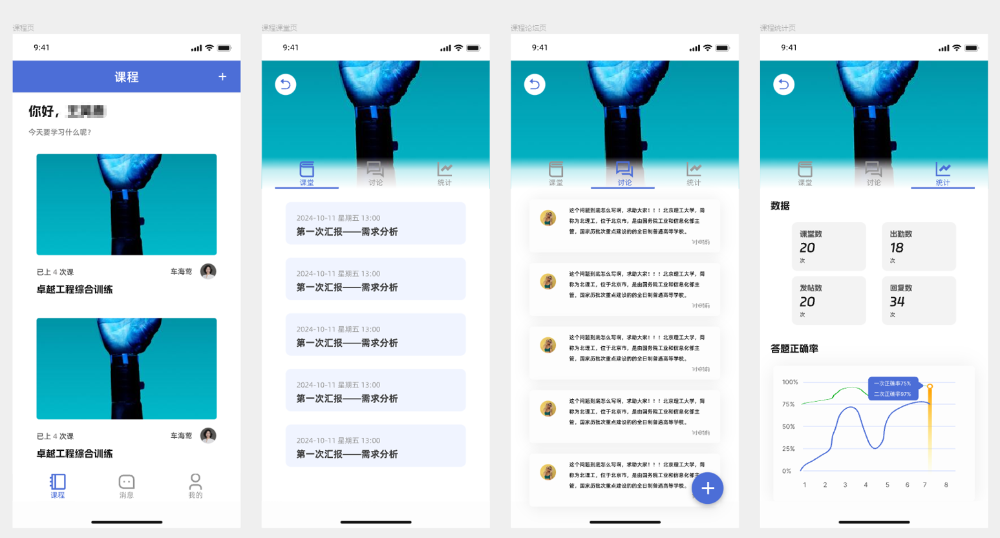 课程页
9:41
课程
+
你好，
今天要学习什么呢？
已上 4 次课
车海莺
卓越工程综合训练
已上 4 次课
车海莺
卓越工程综合训练
课程
消息
我的
课程课堂页
9:41
课堂
讨论
统计
2024-10-11 星期五 13:00
第一次汇报——需求分析
2024-10-11 星期五 13:00
第一次汇报——需求分析
2024-10-11 星期五 13:00
第一次汇报——需求分析
2024-10-11 星期五 13:00
第一次汇报——需求分析
2024-10-11 星期五 13:00
第一次汇报——需求分析
课程论坛页
9:41
课堂
讨论
统计
这个问题到底怎么写啊，求助大家！！！北京理工大学，简
称为北理工，位于北京市，是由国务院工业和信息化部主
管，国家历批次重点建设的的全日制普通高等学校。
1小时前
这个问题到底怎么写啊，求助大家！！！北京理工大学，简
称为北理工，位于北京市，是由国务院工业和信息化部主
管，国家历批次重点建设的的全日制普通高等学校。
1小时前
这个问题到底怎么写啊，求助大家！！！北京理工大学，简
称为北理工，位于北京市，是由国务院工业和信息化部主
管，国家历批次重点建设的的全日制普通高等学校。
1小时前
这个问题到底怎么写啊，求助大家！！！北京理工大学，简
称为北理工，位于北京市，是由国务院工业和信息化部主
管，国家历批次重点建设的的全日制普通高等学校。
1小时前
这个问题到底怎么写啊，求助大家！！！北京理工大学，简
称为北理工，位于北京市，是由国务院工业和信息化部主
管，国家历批次重点建设的的全日制普通高等学校。
+
课程统计页
9:41
课堂
讨论
统计
数据
课堂数
20
次
出勤数
18
次
发帖数
20
次
回复数
34
次
答题正确率
一次正确率75%
二次正确率97%
100%
75%
50%
25%
0%
1 2 3 4 5 6 7 8